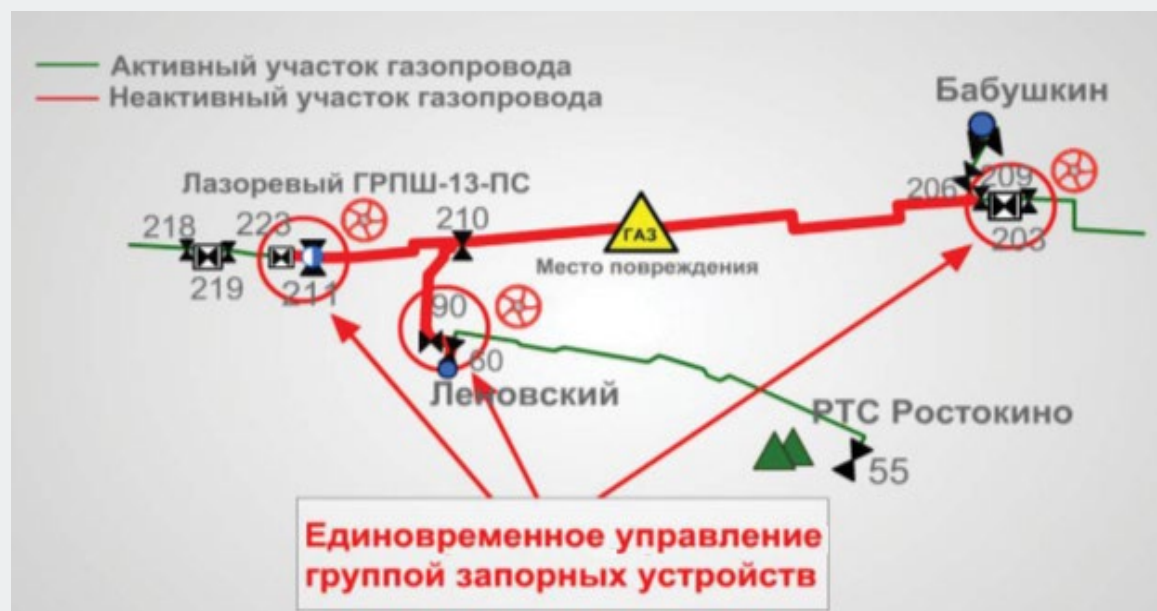 Активный участок газопровода
Неактивный участок газопровода
Бабушкин
Лазоревый ГРПШ-13-ПС
218
223
210
206
209
219
211
203
ГАЗ
Место повреждения
90
60
Леновский
РТС Ростокино
55
Единовременное управление
группой запорных устройств